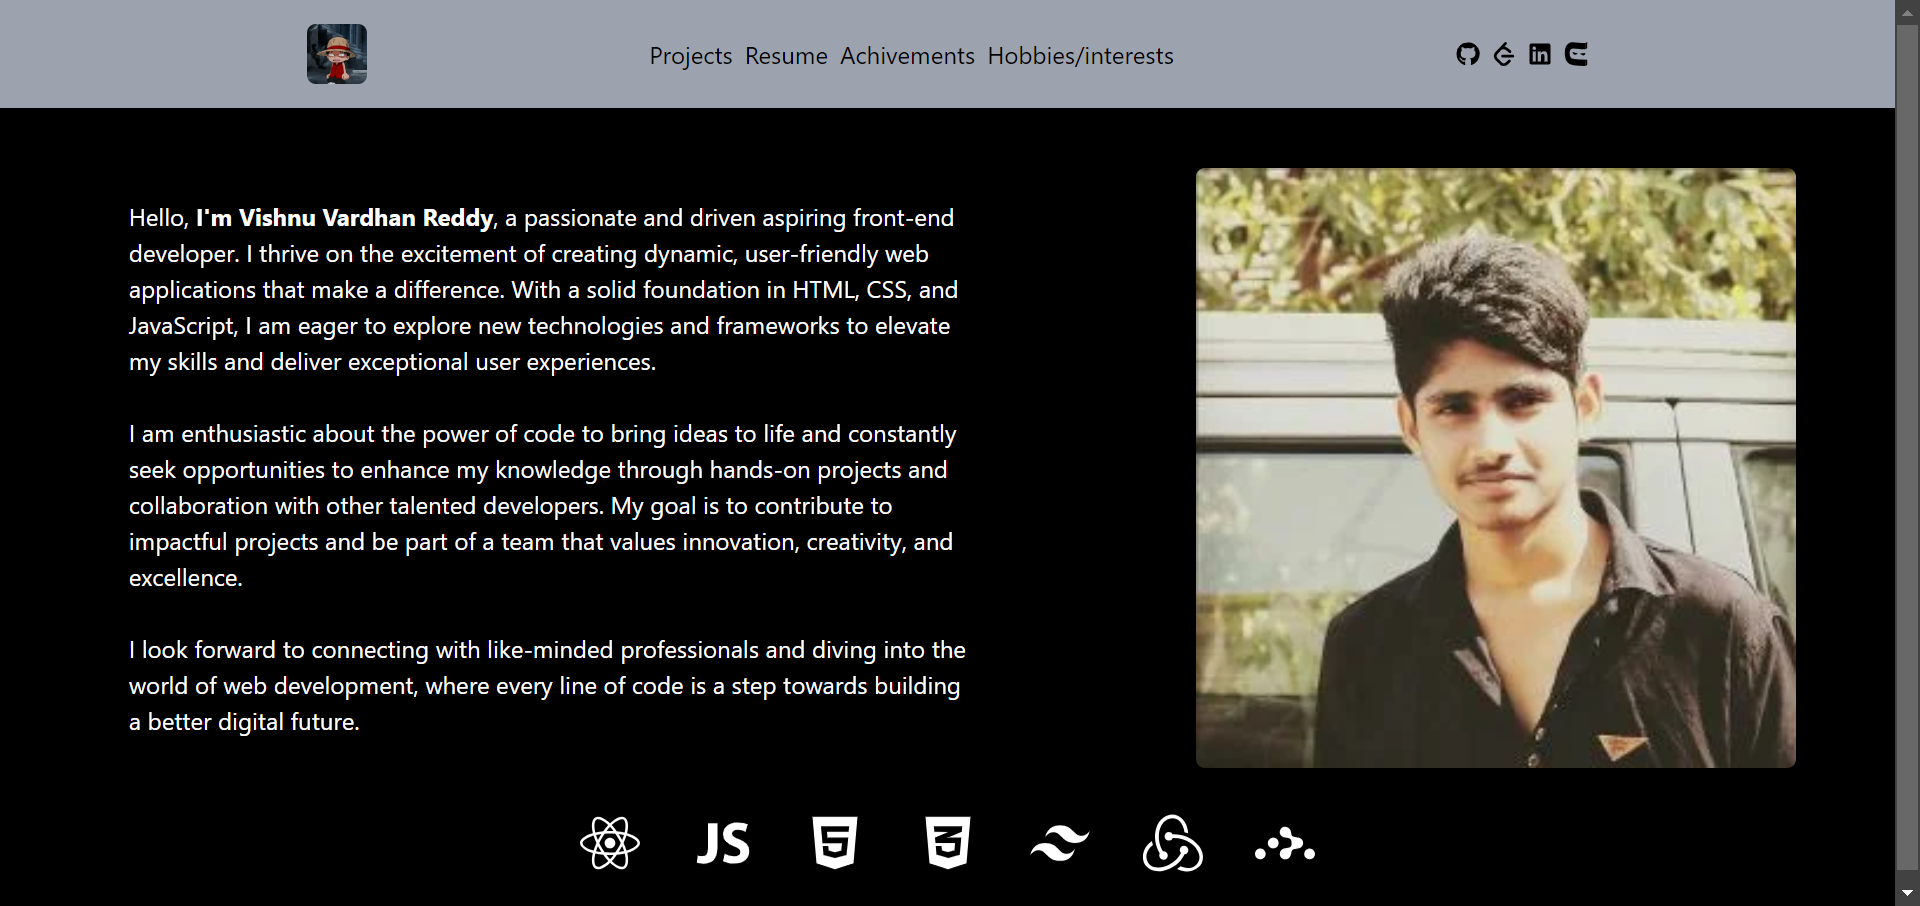 Projects Resume Achivements Hobbies/interests
Hello, I'm Vishnu Vardhan Reddy, a passionate and driven aspiring front-end
developer. I thrive on the excitement of creating dynamic, user-friendly web
applications that make a difference. With a solid foundation in HTML, CSS, and
JavaScript, I am eager to explore new technologies and frameworks to elevate
my skills and deliver exceptional user experiences.
I am enthusiastic about the power of code to bring ideas to life and constantly
seek opportunities to enhance my knowledge through hands-on projects and
collaboration with other talented developers. My goal is to contribute to
impactful projects and be part of a team that values innovation, creativity, and
excellence.
I look forward to connecting with like-minded professionals and diving into the
world of web development, where every line of code is a step towards building
a better digital future.
JS